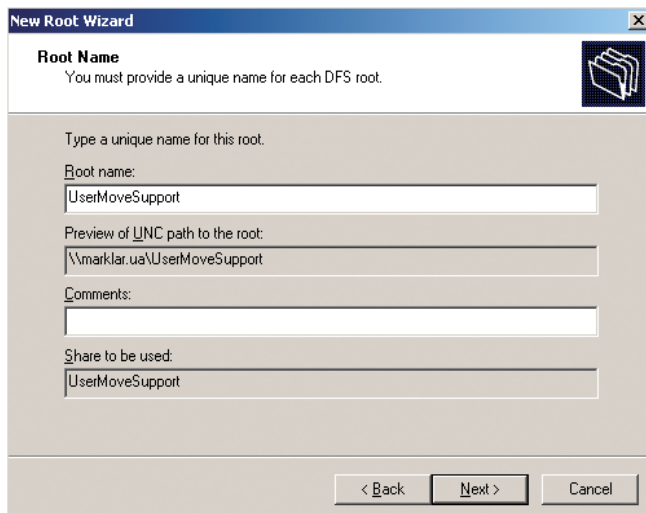 New Root Wizard
Root Name
You must provide a unique name for each DFS root.
Type a unique name for this root.
Root name:
UserMoveSupport
Preview of UNC path to the root:
\\marklar.ua\UserMoveSupport
Comments:
Share to be used:
UserMoveSupport
< Back Next > Cancel